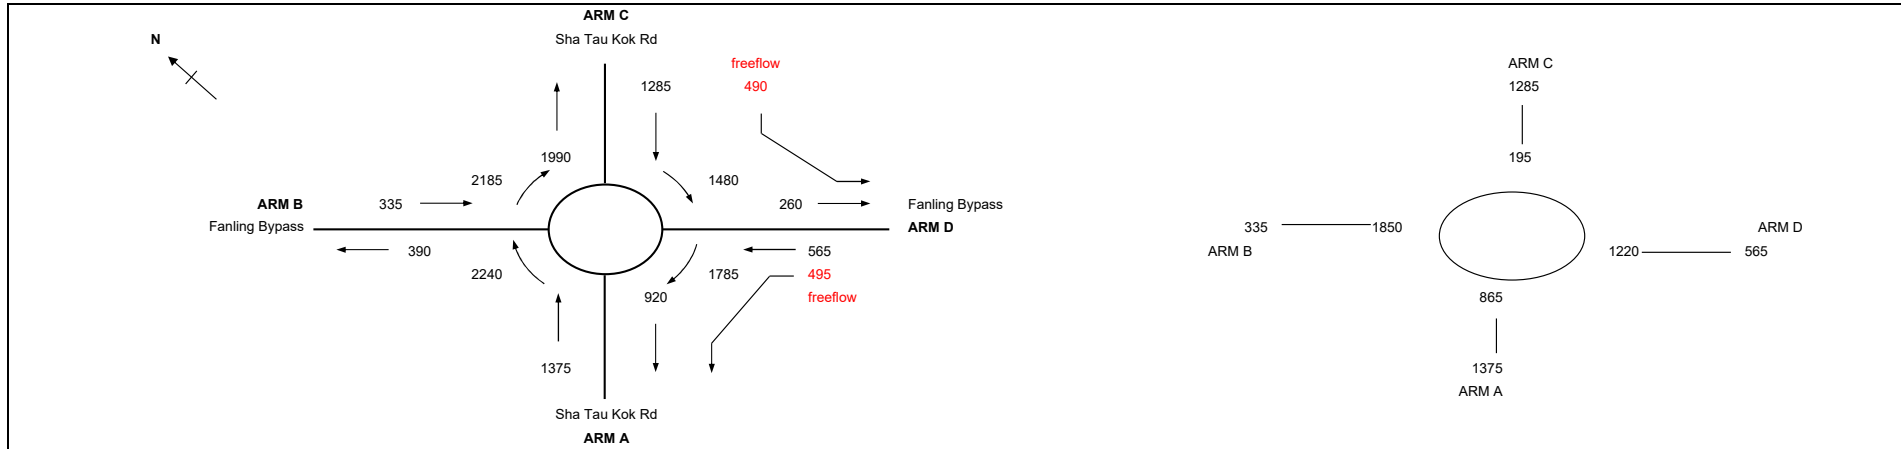 ARM C
Sha Tau Kok Rd
N
freeflow
1285
490
1990
2185
1480
ARM B
335
260
Fanling Bypass
Fanling Bypass
ARM D
390
565
2240
1785
495
920
freeflow
1375
Sha Tau Kok Rd
ARM A
ARM C
1285
195
335
1850
ARM D
ARM B
1220
565
865
1375
ARM A